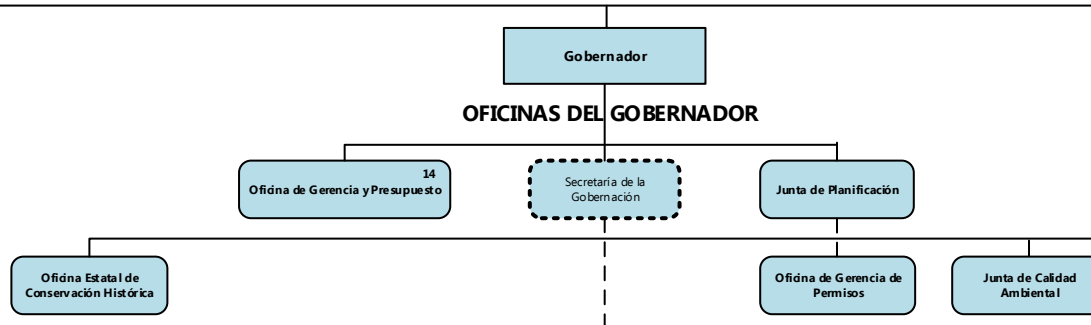 Gobernador
OFICINAS DEL GOBERNADOR
14
Oficina de Gerencia y Presupuesto
Secretaría de la
Gobernación
Junta de Planificación
Oficina Estatal de
Conservación Histórica
Oficina de Gerencia de
Permisos
Junta de Calidad
Ambiental